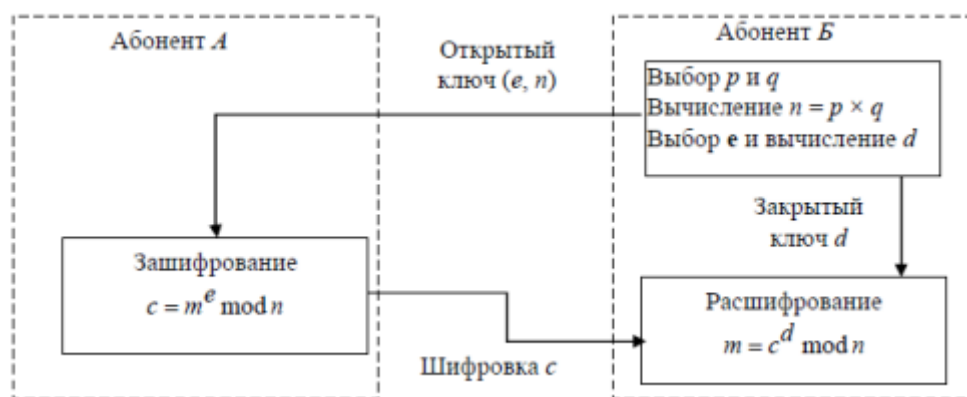 Абонент А
Открытый
ключ (e, n)
Абонент Б
Выбор p и q
Вычисление n = p × q
Выбор e и вычисление d
Закрытый
ключ d
Зашифрование
c = m^e mod n
Шифровка c
Расшифрование
m = c^d mod n